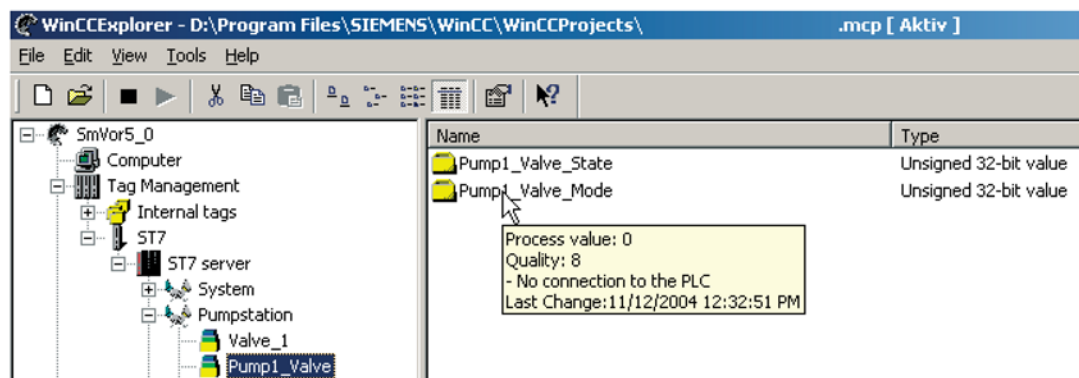 WinCCExplorer - D:\Program Files\SIEMENS\WinCC\WinCCProjects\ .mcp [ Aktiv ]
File Edit View Tools Help
SmVor5_0
Computer
Tag Management
Internal tags
ST7
ST7 server
System
Pumpstation
Valve_1
Pump1_Valve
Name Type
Pump1_Valve_State Unsigned 32-bit value
Pump1_Valve_Mode Unsigned 32-bit value
Process value: 0
Quality: 8
- No connection to the PLC
Last Change:11/12/2004 12:32:51 PM